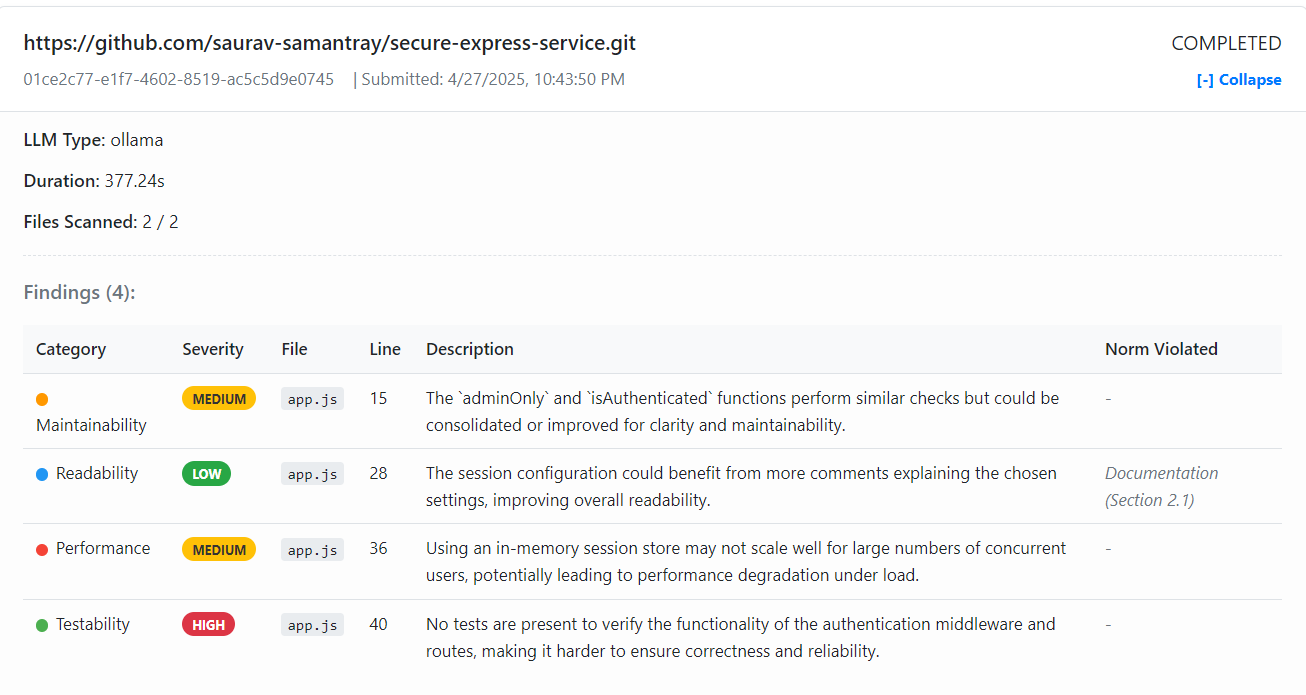 https://github.com/saurav-samantray/secure-express-service.git
COMPLETED
01ce2c77-e1f7-4602-8519-ac5c5d9e0745 | Submitted: 4/27/2025, 10:43:50 PM
[-] Collapse
LLM Type: ollama
Duration: 377.24s
Files Scanned: 2 / 2
Findings (4):
Category Severity File Line Description Norm Violated
Maintainability MEDIUM app.js 15 The `adminOnly` and `isAuthenticated` functions perform similar checks but could be
consolidated or improved for clarity and maintainability. -
Readability LOW app.js 28 The session configuration could benefit from more comments explaining the chosen
settings, improving overall readability. Documentation
(Section 2.1)
Performance MEDIUM app.js 36 Using an in-memory session store may not scale well for large numbers of concurrent
users, potentially leading to performance degradation under load. -
Testability HIGH app.js 40 No tests are present to verify the functionality of the authentication middleware and
routes, making it harder to ensure correctness and reliability. -